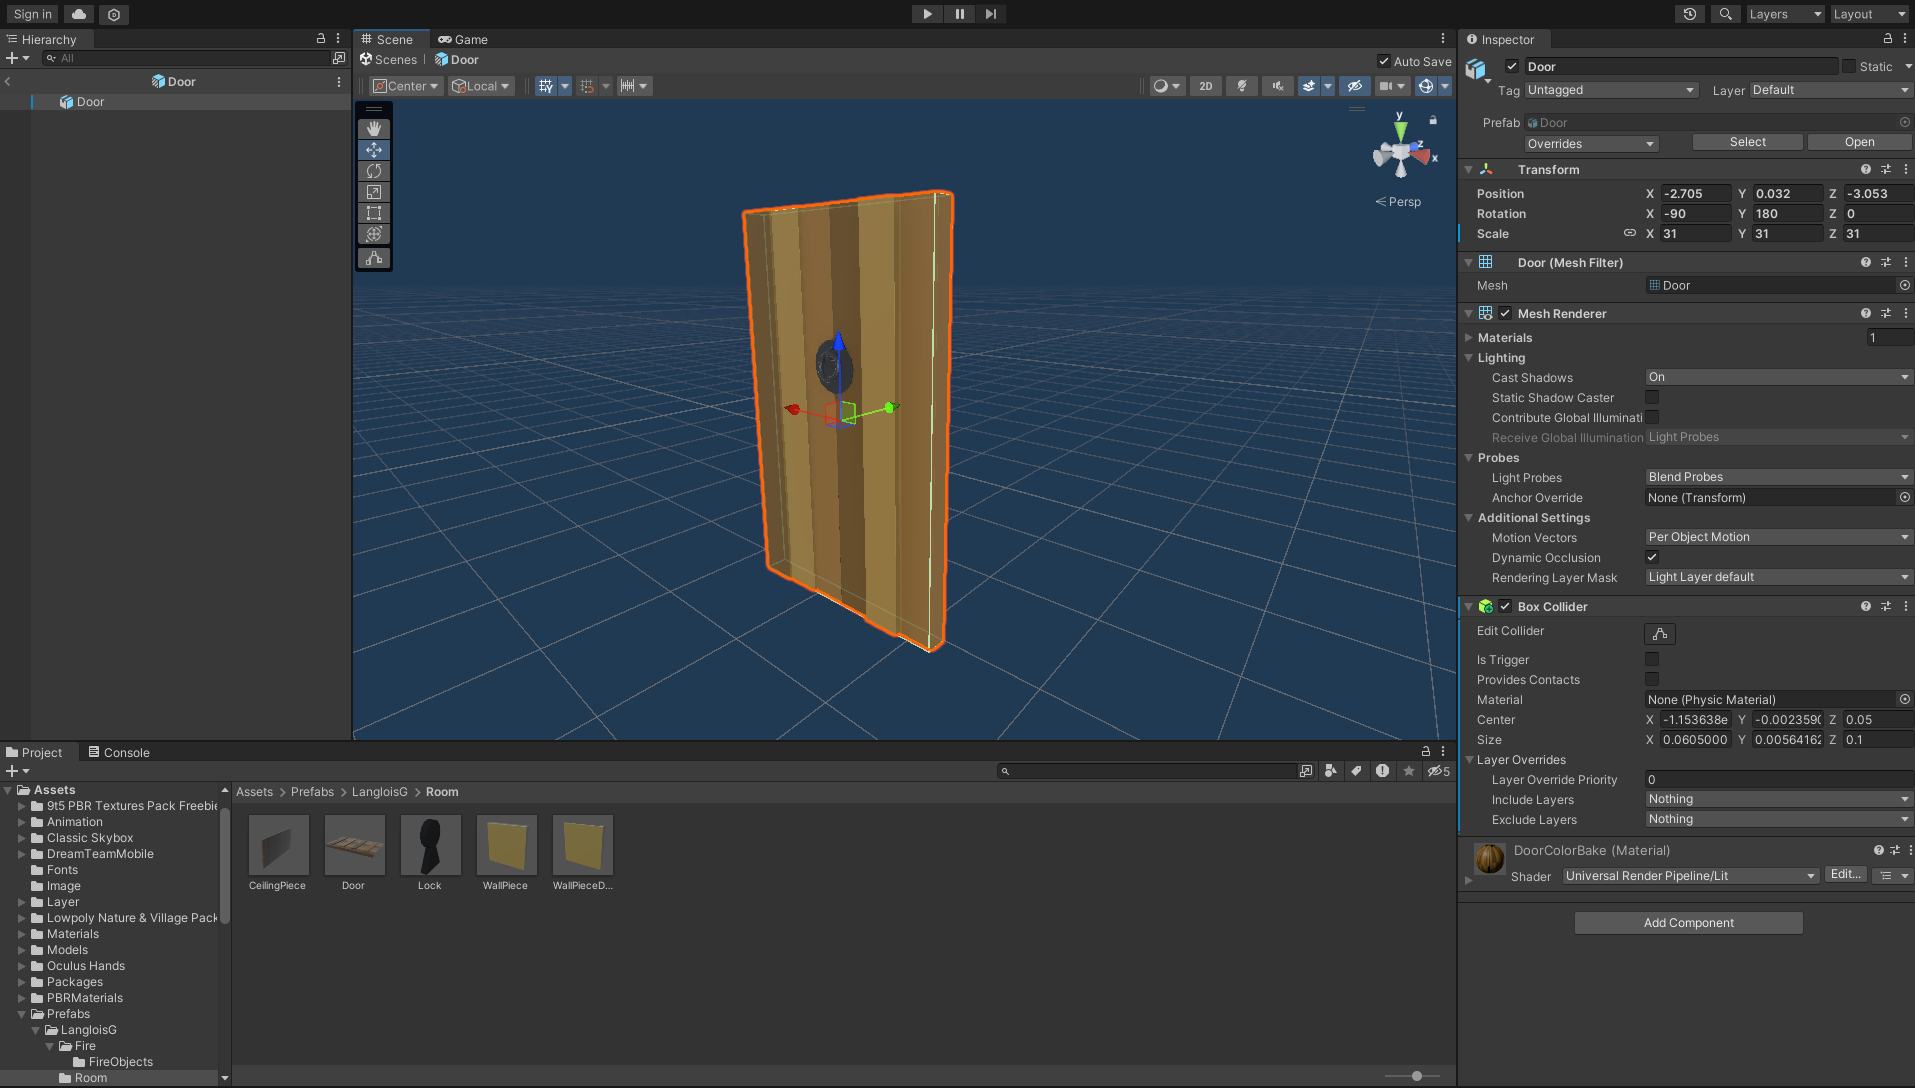 Sign in
Layers
Layout
Hierarchy
All
Door
Door
Scene
Game
Scenes
Door
Auto Save
Center
Local
2D
y
z
x
Persp
Inspector
Door
Static
Tag Untagged
Layer Default
Prefab Door
Overrides
Select
Open
Transform
Position X -2.705 Y 0.032 Z -3.053
Rotation X -90 Y 180 Z 0
Scale X 31 Y 31 Z 31
Door (Mesh Filter)
Mesh Door
Mesh Renderer
Materials 1
Lighting
Cast Shadows On
Static Shadow Caster
Contribute Global Illuminati
Receive Global Illumination Light Probes
Probes
Light Probes Blend Probes
Anchor Override None (Transform)
Additional Settings
Motion Vectors Per Object Motion
Dynamic Occlusion
Rendering Layer Mask Light Layer default
Box Collider
Edit Collider
Is Trigger
Provides Contacts
Material None (Physic Material)
Center X -1.153638e Y -0.0023590 Z 0.05
Size X 0.0605000 Y 0.00564162 Z 0.1
Layer Overrides
Layer Override Priority 0
Include Layers Nothing
Exclude Layers Nothing
DoorColorBake (Material)
Shader Universal Render Pipeline/Lit Edit...
Add Component
Project
Console
5
Assets
9t5 PBR Textures Pack Freebie
Animation
Classic Skybox
DreamTeamMobile
Fonts
Image
Layer
Lowpoly Nature & Village Pack
Materials
Models
Oculus Hands
Packages
PBRMaterials
Prefabs
LangloisG
Fire
FireObjects
Room
Assets > Prefabs > LangloisG > Room
CeilingPiece
Door
Lock
WallPiece
WallPieceD...